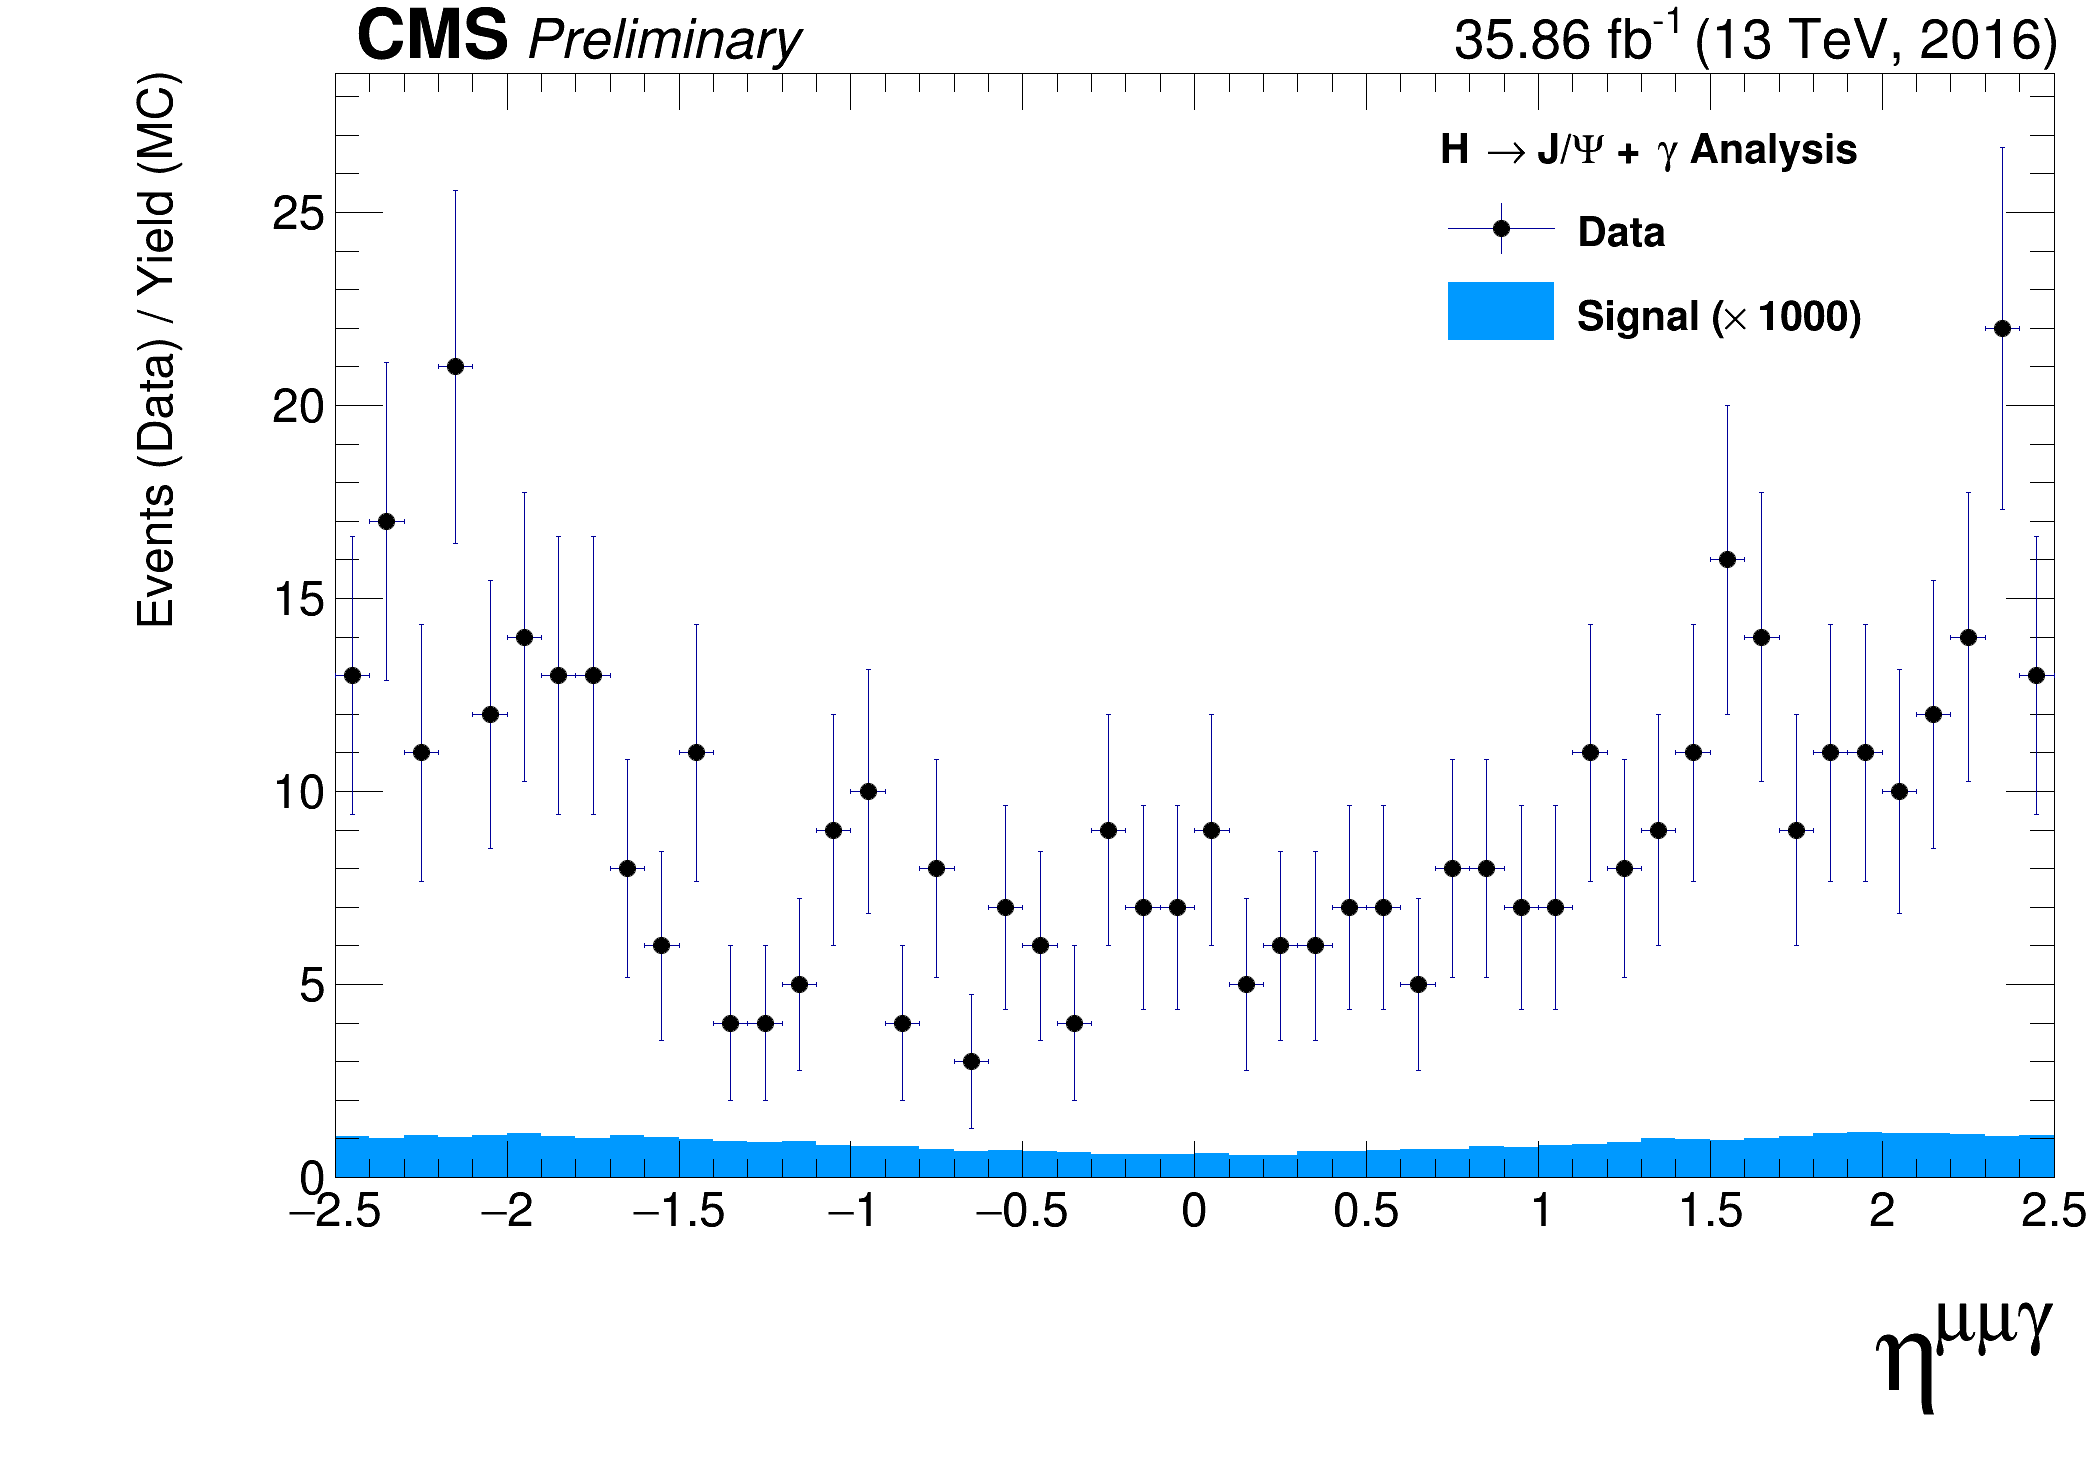 CMS Preliminary 35.86 fb⁻¹ (13 TeV, 2016)
Events (Data) / Yield (MC)
H → J/Ψ + γ Analysis
Data
Signal (× 1000)
25
20
15
10
5
0
−2.5 −2 −1.5 −1 −0.5 0 0.5 1 1.5 2 2.5
η^μμγ